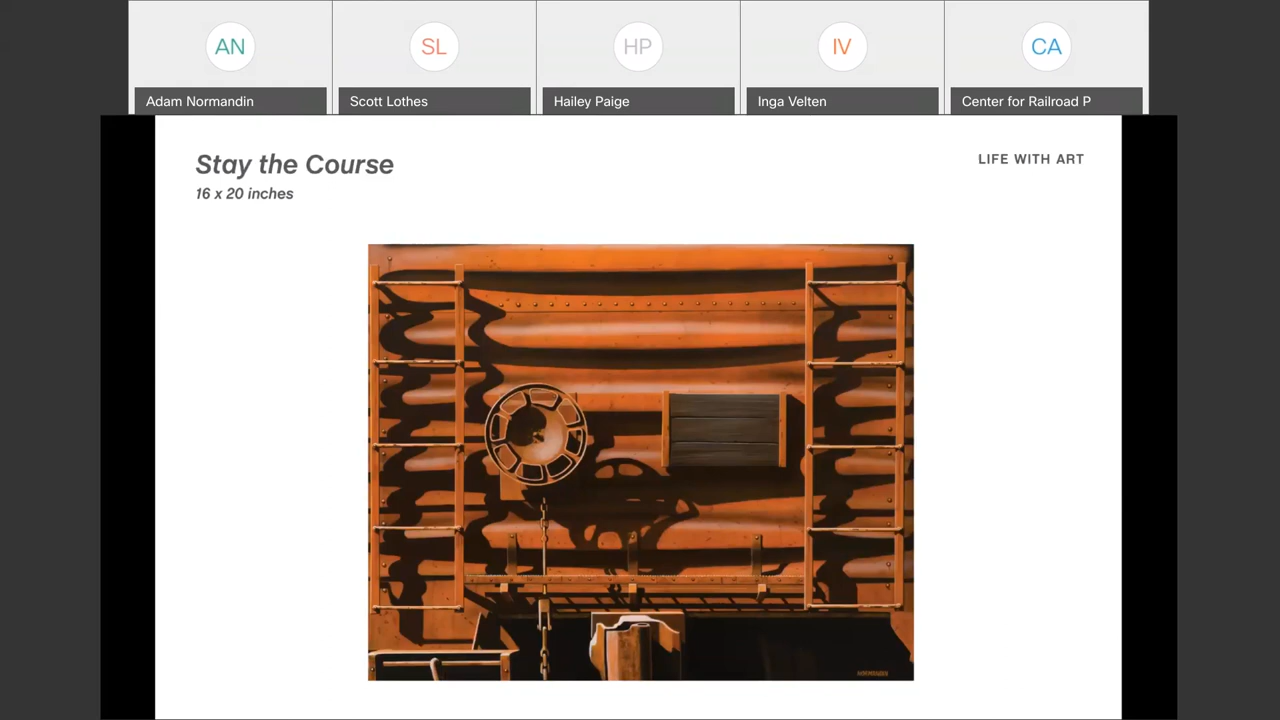 AN
SL
HP
IV
CA
Adam Normandin
Scott Lothes
Hailey Paige
Inga Velten
Center for Railroad P
Stay the Course
LIFE WITH ART
16 x 20 inches